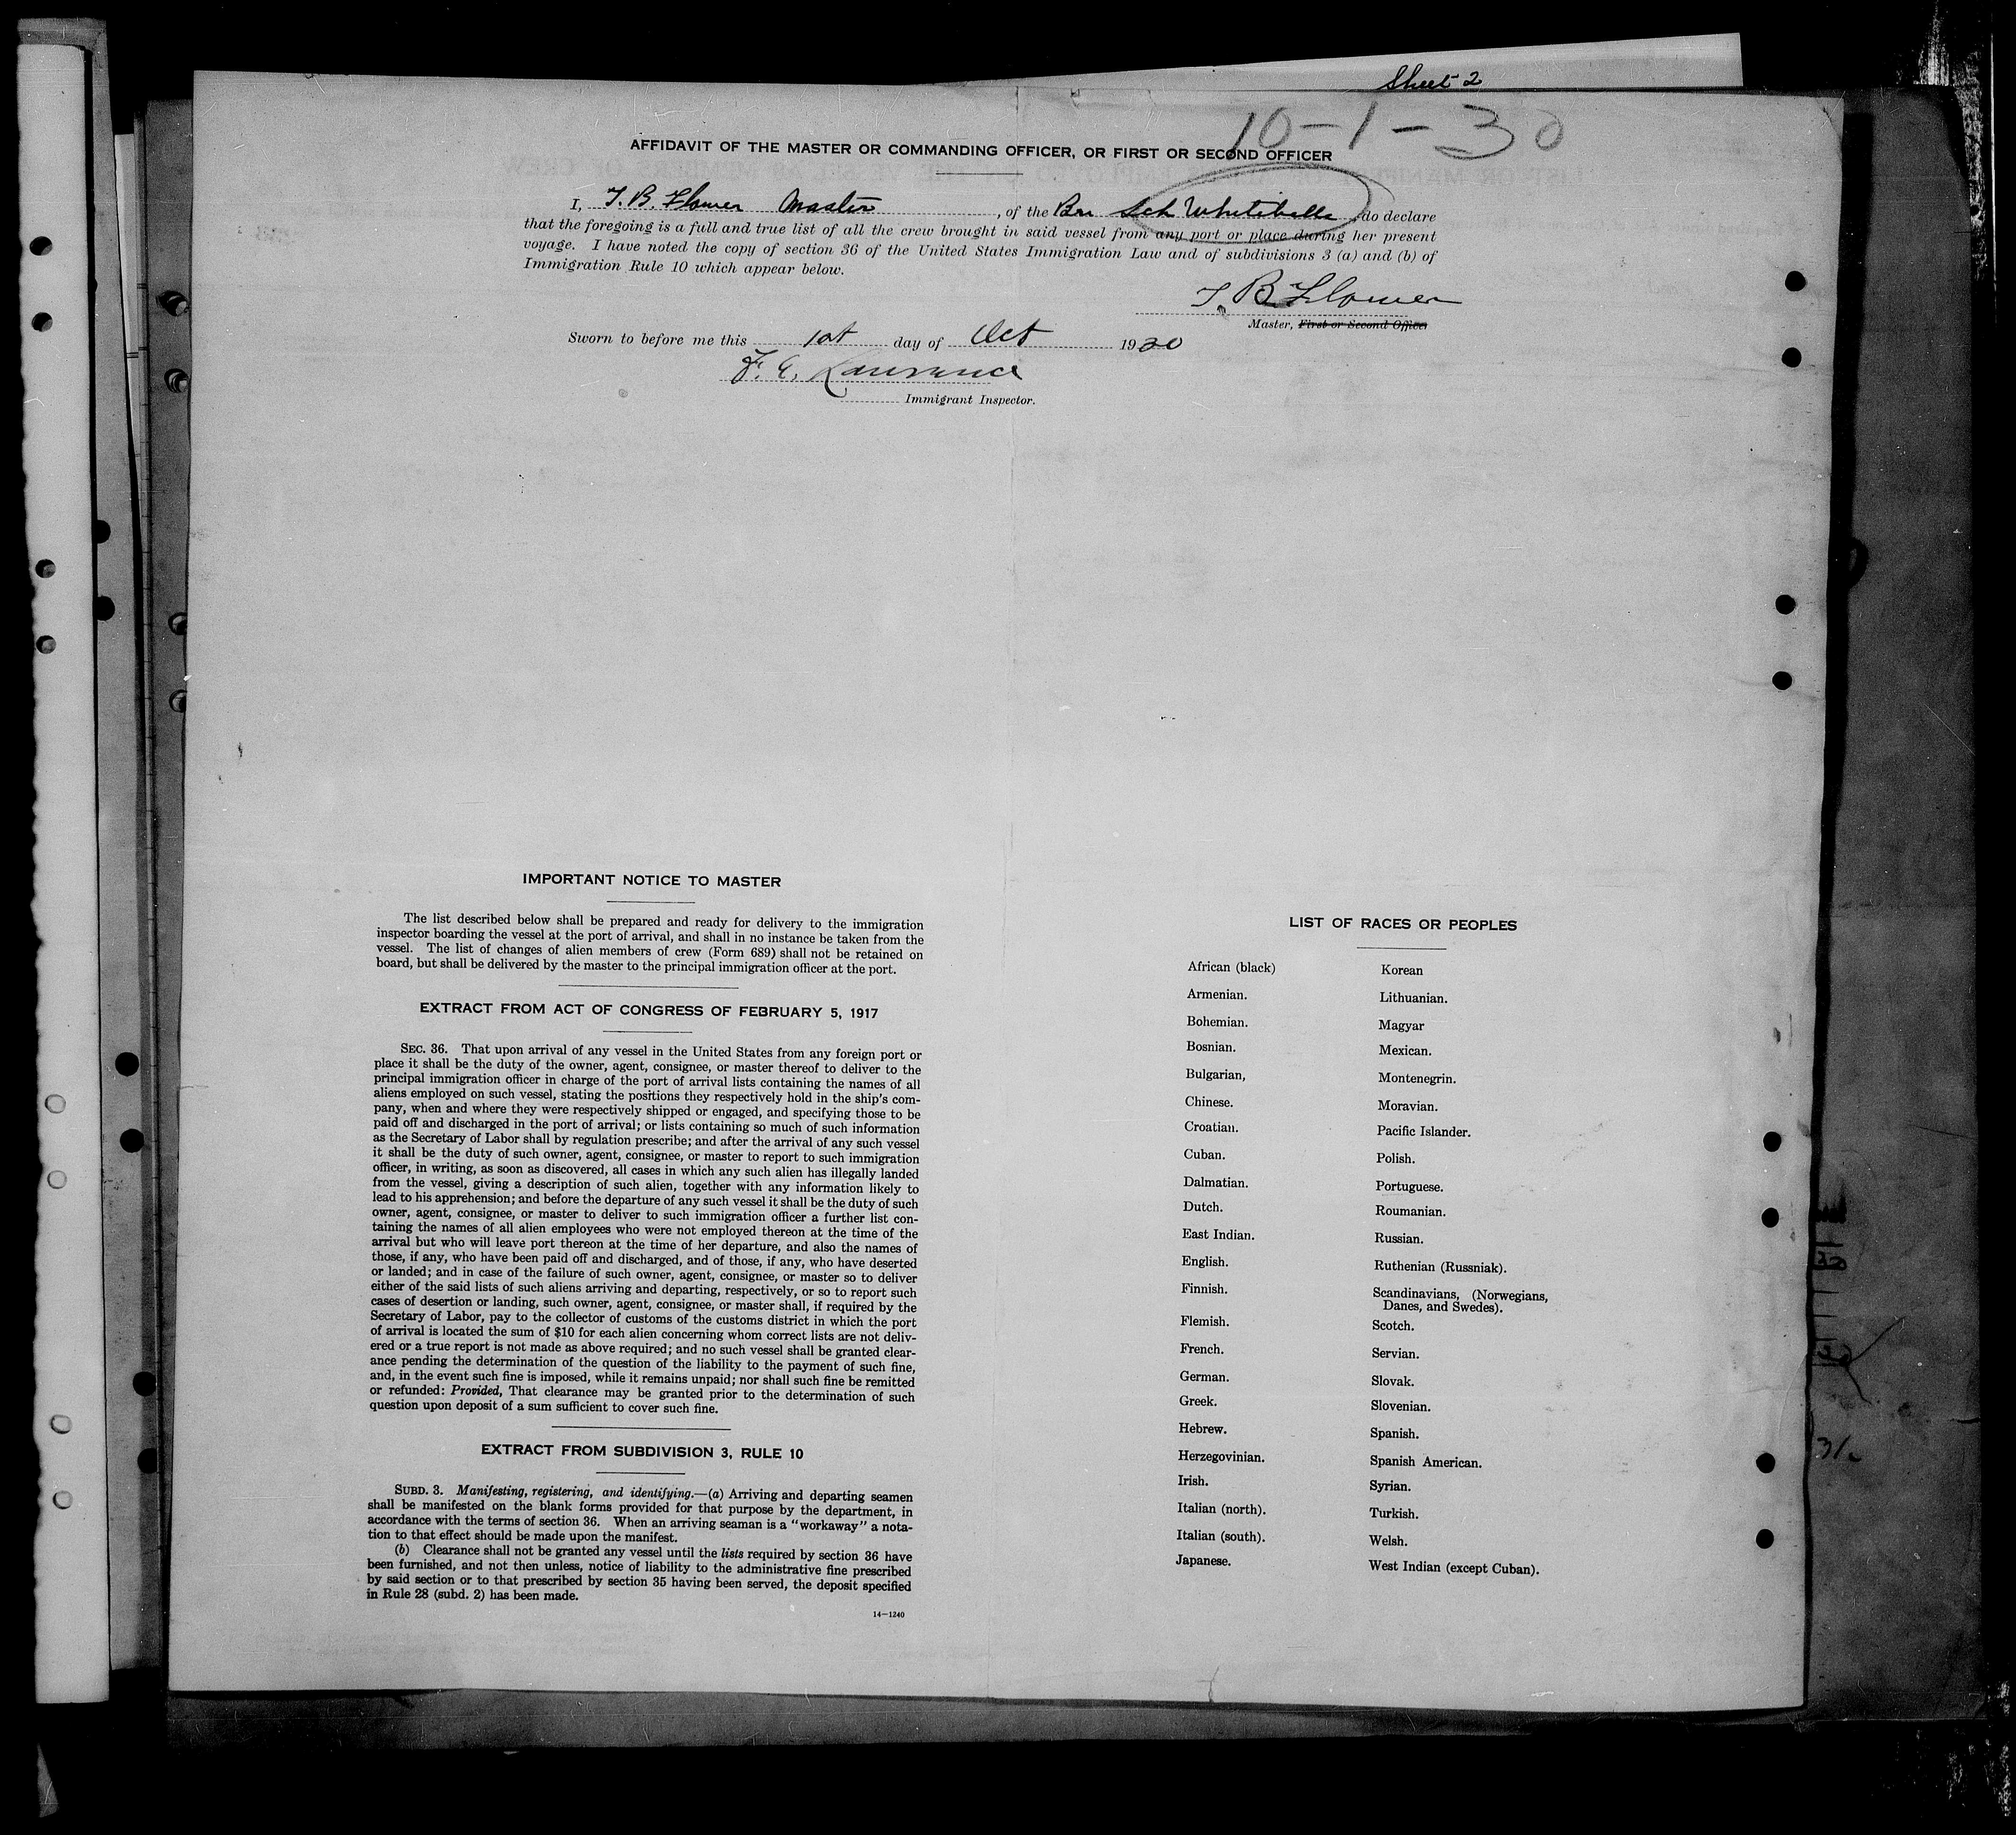 Sheet 2
10-1-30
AFFIDAVIT OF THE MASTER OR COMMANDING OFFICER, OR FIRST OR SECOND OFFICER
I, T. B. Flower Master, of the Br Sch Whitebelle, do declare
that the foregoing is a full and true list of all the crew brought in said vessel from any port or place during her present
voyage. I have noted the copy of section 36 of the United States Immigration Law and of subdivisions 3 (a) and (b) of
Immigration Rule 10 which appear below.
T. B Flower
Master, First or Second Officer
Sworn to before me this 1st day of Oct 1930
F. E. Lawrance
Immigrant Inspector.
IMPORTANT NOTICE TO MASTER
The list described below shall be prepared and ready for delivery to the immigration
inspector boarding the vessel at the port of arrival, and shall in no instance be taken from the
vessel. The list of changes of alien members of crew (Form 689) shall not be retained on
board, but shall be delivered by the master to the principal immigration officer at the port.
EXTRACT FROM ACT OF CONGRESS OF FEBRUARY 5, 1917
SEC. 36. That upon arrival of any vessel in the United States from any foreign port or
place it shall be the duty of the owner, agent, consignee, or master thereof to deliver to the
principal immigration officer in charge of the port of arrival lists containing the names of all
aliens employed on such vessel, stating the positions they respectively hold in the ship's com-
pany, when and where they were respectively shipped or engaged, and specifying those to be
paid off and discharged in the port of arrival; or lists containing so much of such information
as the Secretary of Labor shall by regulation prescribe; and after the arrival of any such vessel
it shall be the duty of such owner, agent, consignee, or master to report to such immigration
officer, in writing, as soon as discovered, all cases in which any such alien has illegally landed
from the vessel, giving a description of such alien, together with any information likely to
lead to his apprehension; and before the departure of any such vessel it shall be the duty of such
owner, agent, consignee, or master to deliver to such immigration officer a further list con-
taining the names of all alien employees who were not employed thereon at the time of the
arrival but who will leave port thereon at the time of her departure, and also the names of
those, if any, who have been paid off and discharged, and of those, if any, who have deserted
or landed; and in case of the failure of such owner, agent, consignee, or master so to deliver
either of the said lists of such aliens arriving and departing, respectively, or so to report such
cases of desertion or landing, such owner, agent, consignee, or master shall, if required by the
Secretary of Labor, pay to the collector of customs of the customs district in which the port
of arrival is located the sum of $10 for each alien concerning whom correct lists are not deliv-
ered or a true report is not made as above required; and no such vessel shall be granted clear-
ance pending the determination of the question of the liability to the payment of such fine,
and, in the event such fine is imposed, while it remains unpaid; nor shall such fine be remitted
or refunded: Provided, That clearance may be granted prior to the determination of such
question upon deposit of a sum sufficient to cover such fine.
EXTRACT FROM SUBDIVISION 3, RULE 10
SUBD. 3. Manifesting, registering, and identifying.—(a) Arriving and departing seamen
shall be manifested on the blank forms provided for that purpose by the department, in
accordance with the terms of section 36. When an arriving seaman is a "workaway" a nota-
tion to that effect should be made upon the manifest.
(b) Clearance shall not be granted any vessel until the lists required by section 36 have
been furnished, and not then unless, notice of liability to the administrative fine prescribed
by said section or to that prescribed by section 35 having been served, the deposit specified
in Rule 28 (subd. 2) has been made.
14—1240
LIST OF RACES OR PEOPLES
African (black)
Armenian.
Bohemian.
Bosnian.
Bulgarian,
Chinese.
Croatian.
Cuban.
Dalmatian.
Dutch.
East Indian.
English.
Finnish.
Flemish.
French.
German.
Greek.
Hebrew.
Herzegovinian.
Irish.
Italian (north).
Italian (south).
Japanese.
Korean
Lithuanian.
Magyar
Mexican.
Montenegrin.
Moravian.
Pacific Islander.
Polish.
Portuguese.
Roumanian.
Russian.
Ruthenian (Russniak).
Scandinavians, (Norwegians,
Danes, and Swedes).
Scotch.
Servian.
Slovak.
Slovenian.
Spanish.
Spanish American.
Syrian.
Turkish.
Welsh.
West Indian (except Cuban).